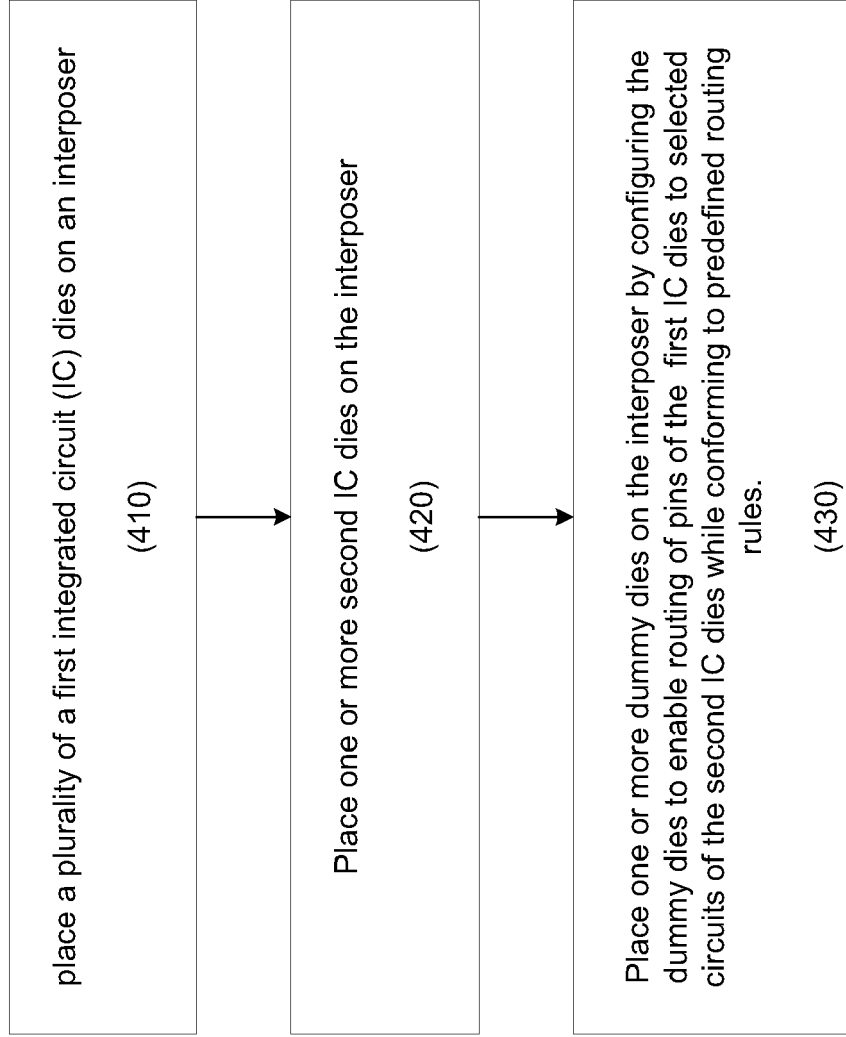 place a plurality of a first integrated circuit (IC) dies on an interposer
(410)
Place one or more second IC dies on the interposer
(420)
Place one or more dummy dies on the interposer by configuring the
dummy dies to enable routing of pins of the first IC dies to selected
circuits of the second IC dies while conforming to predefined routing
rules.
(430)